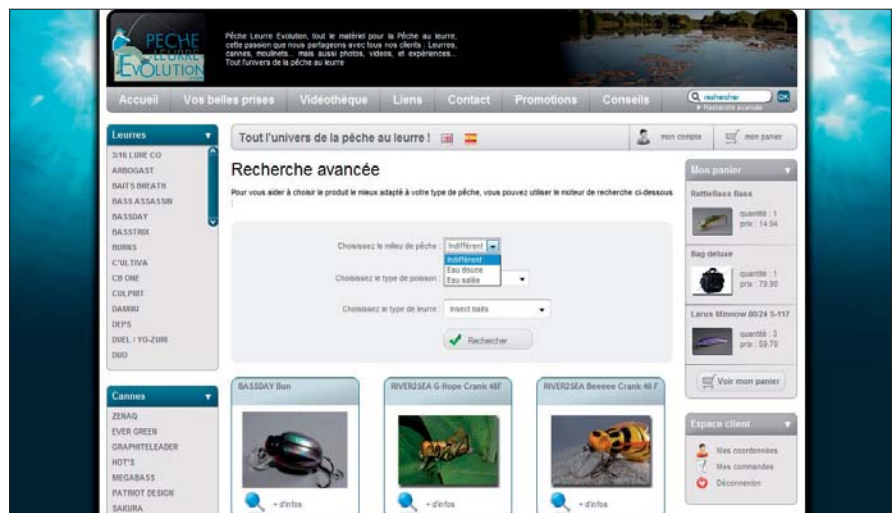 PECHE
LEURRE
EVOLUTION
Pêche Leurre Evolution, tout le matériel pour la Pêche au leurre,
cette passion que nous partageons avec tous nos clients : Leurres,
cannes, moulinets... mais aussi photos, videos, et expériences...
Tout l'univers de la pêche au leurre
Accueil Vos belles prises Vidéothèque Liens Contact Promotions Conseils
rechercher OK
Recherche avancée
Leurres
3:16 LURE CO
ARBOGAST
BAITS BREATH
BASS ASSASSIN
BASSDAY
BASSTRIX
BURNS
C'ULTIVA
CB ONE
CULPRIT
DAMIKI
DEPS
DUEL / YO-ZURI
DUO
Cannes
ZENAQ
EVER GREEN
GRAPHITELEADER
HOT'S
MEGABASS
PATRIOT DESIGN
SAKURA
Tout l'univers de la pêche au leurre !
mon compte
mon panier
Recherche avancée
Pour vous aider à choisir le produit le mieux adapté à votre type de pêche, vous pouvez utiliser le moteur de recherche ci-dessous
:
Choisissez le milieu de pêche : Indifférent
Indifférent
Eau douce
Eau salée
Choisissez le type de poisson :
Choisissez le type de leurre : Insect baits
Rechercher
BASSDAY Bun
+ d'infos
RIVER2SEA G-Hope Crank 40F
+ d'infos
RIVER2SEA Beeeee Crank 40 F
+ d'infos
Mon panier
RattleBass Bass
quantité : 1
prix : 14.94
Bag deluxe
quantité : 1
prix : 79.90
Larus Minnow 80/24 S-117
quantité : 3
prix : 59.70
Voir mon panier
Espace client
Mes coordonnées
Mes commandes
Déconnexion